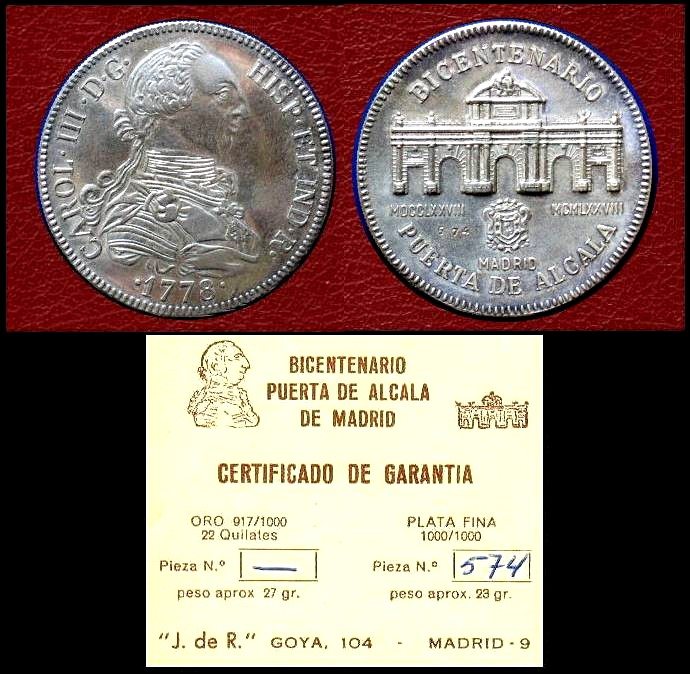 CAROL · III · D · G · HISP · ET · IND · R ·
· 1778 ·
BICENTENARIO
MDCCLXXVIII MCMLXXVIII
574
MADRID
PUERTA DE ALCALA
BICENTENARIO
PUERTA DE ALCALA
DE MADRID
CERTIFICADO DE GARANTIA
ORO 917/1000 PLATA FINA
22 Quilates 1000/1000
Pieza N.º — Pieza N.º 574
peso aprox 27 gr. peso aprox. 23 gr.
"J. de R." GOYA, 104 - MADRID - 9